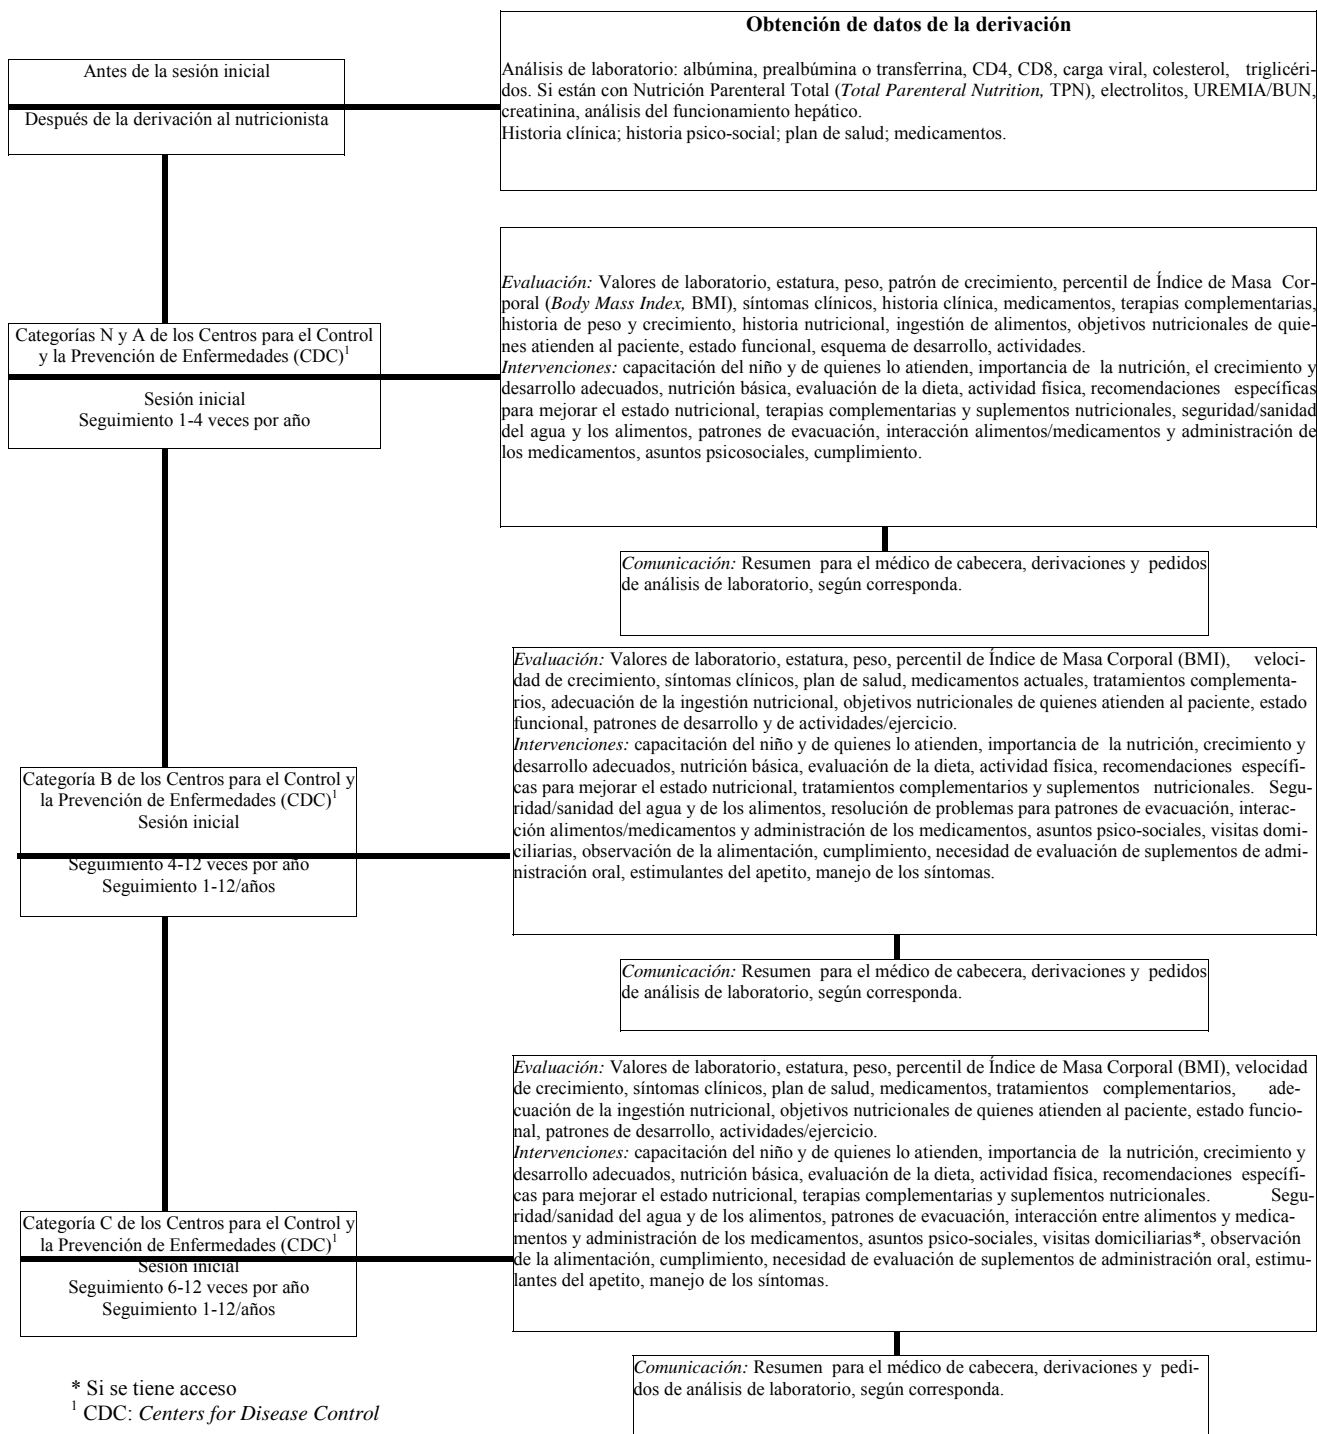 Obtención de datos de la derivación
Antes de la sesión inicial
Después de la derivación al nutricionista
Análisis de laboratorio: albúmina, prealbúmina o transferrina, CD4, CD8, carga viral, colesterol, triglicéri-
dos. Si están con Nutrición Parenteral Total (Total Parenteral Nutrition, TPN), electrolitos, UREMIA/BUN,
creatinina, análisis del funcionamiento hepático.
Historia clínica; historia psico-social; plan de salud; medicamentos.
Categorías N y A de los Centros para el Control
y la Prevención de Enfermedades (CDC)1
Sesión inicial
Seguimiento 1-4 veces por año
Evaluación: Valores de laboratorio, estatura, peso, patrón de crecimiento, percentil de Índice de Masa Cor-
poral (Body Mass Index, BMI), síntomas clínicos, historia clínica, medicamentos, terapias complementarias,
historia de peso y crecimiento, historia nutricional, ingestión de alimentos, objetivos nutricionales de quie-
nes atienden al paciente, estado funcional, esquema de desarrollo, actividades.
Intervenciones: capacitación del niño y de quienes lo atienden, importancia de la nutrición, el crecimiento y
desarrollo adecuados, nutrición básica, evaluación de la dieta, actividad física, recomendaciones específicas
para mejorar el estado nutricional, terapias complementarias y suplementos nutricionales, seguridad/sanidad
del agua y los alimentos, patrones de evacuación, interacción alimentos/medicamentos y administración de
los medicamentos, asuntos psicosociales, cumplimiento.
Comunicación: Resumen para el médico de cabecera, derivaciones y pedidos
de análisis de laboratorio, según corresponda.
Categoría B de los Centros para el Control y
la Prevención de Enfermedades (CDC)1
Sesión inicial
Seguimiento 4-12 veces por año
Seguimiento 1-12/años
Evaluación: Valores de laboratorio, estatura, peso, percentil de Índice de Masa Corporal (BMI), veloci-
dad de crecimiento, síntomas clínicos, plan de salud, medicamentos actuales, tratamientos complementa-
rios, adecuación de la ingestión nutricional, objetivos nutricionales de quienes atienden al paciente, estado
funcional, patrones de desarrollo y de actividades/ejercicio.
Intervenciones: capacitación del niño y de quienes lo atienden, importancia de la nutrición, crecimiento y
desarrollo adecuados, nutrición básica, evaluación de la dieta, actividad física, recomendaciones específi-
cas para mejorar el estado nutricional, tratamientos complementarios y suplementos nutricionales. Segu-
ridad/sanidad del agua y de los alimentos, resolución de problemas para patrones de evacuación, interac-
ción alimentos/medicamentos y administración de los medicamentos, asuntos psico-sociales, visitas domi-
ciliarias, observación de la alimentación, cumplimiento, necesidad de evaluación de suplementos de admi-
nistración oral, estimulantes del apetito, manejo de los síntomas.
Comunicación: Resumen para el médico de cabecera, derivaciones y pedidos
de análisis de laboratorio, según corresponda.
Categoría C de los Centros para el Control y
la Prevención de Enfermedades (CDC)1
Sesión inicial
Seguimiento 6-12 veces por año
Seguimiento 1-12/años
Evaluación: Valores de laboratorio, estatura, peso, percentil de Índice de Masa Corporal (BMI), velocidad
de crecimiento, síntomas clínicos, plan de salud, medicamentos, tratamientos complementarios, ade-
cuación de la ingestión nutricional, objetivos nutricionales de quienes atienden al paciente, estado funcio-
nal, patrones de desarrollo, actividades/ejercicio.
Intervenciones: capacitación del niño y de quienes lo atienden, importancia de la nutrición, crecimiento y
desarrollo adecuados, nutrición básica, evaluación de la dieta, actividad física, recomendaciones específi-
cas para mejorar el estado nutricional, terapias complementarias y suplementos nutricionales. Segu-
ridad/sanidad del agua y de los alimentos, patrones de evacuación, interacción entre alimentos y medica-
mentos y administración de los medicamentos, asuntos psico-sociales, visitas domiciliarias*, observación
de la alimentación, cumplimiento, necesidad de evaluación de suplementos de administración oral, estimu-
lantes del apetito, manejo de los síntomas.
Comunicación: Resumen para el médico de cabecera, derivaciones y pedi-
dos de análisis de laboratorio, según corresponda.
* Si se tiene acceso
1 CDC: Centers for Disease Control